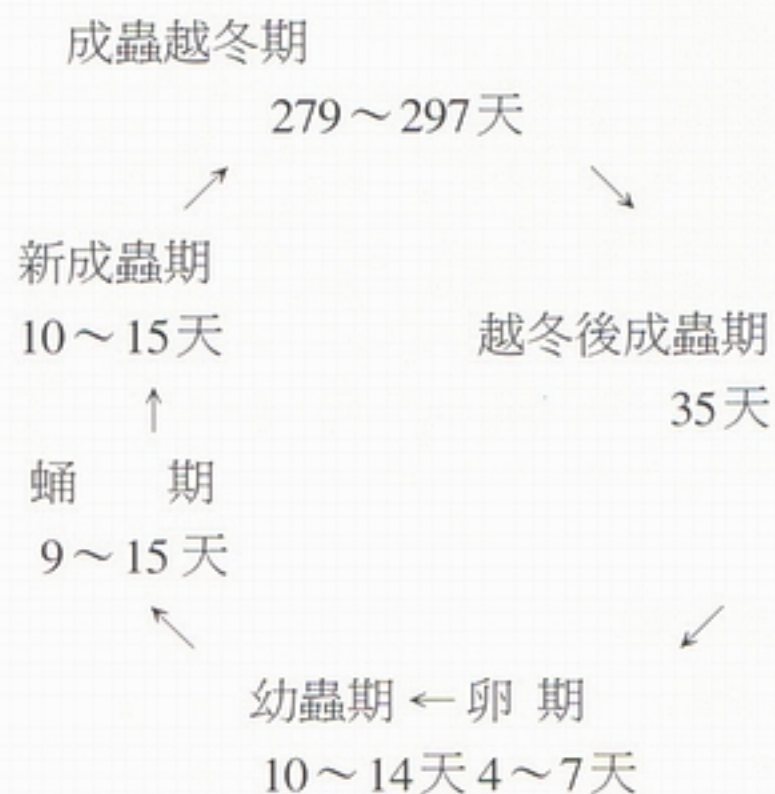 成蟲越冬期
279～297天
新成蟲期
10～15天
越冬後成蟲期
35天
蛹 期
9～15天
幼蟲期←卵 期
10～14天 4～7天